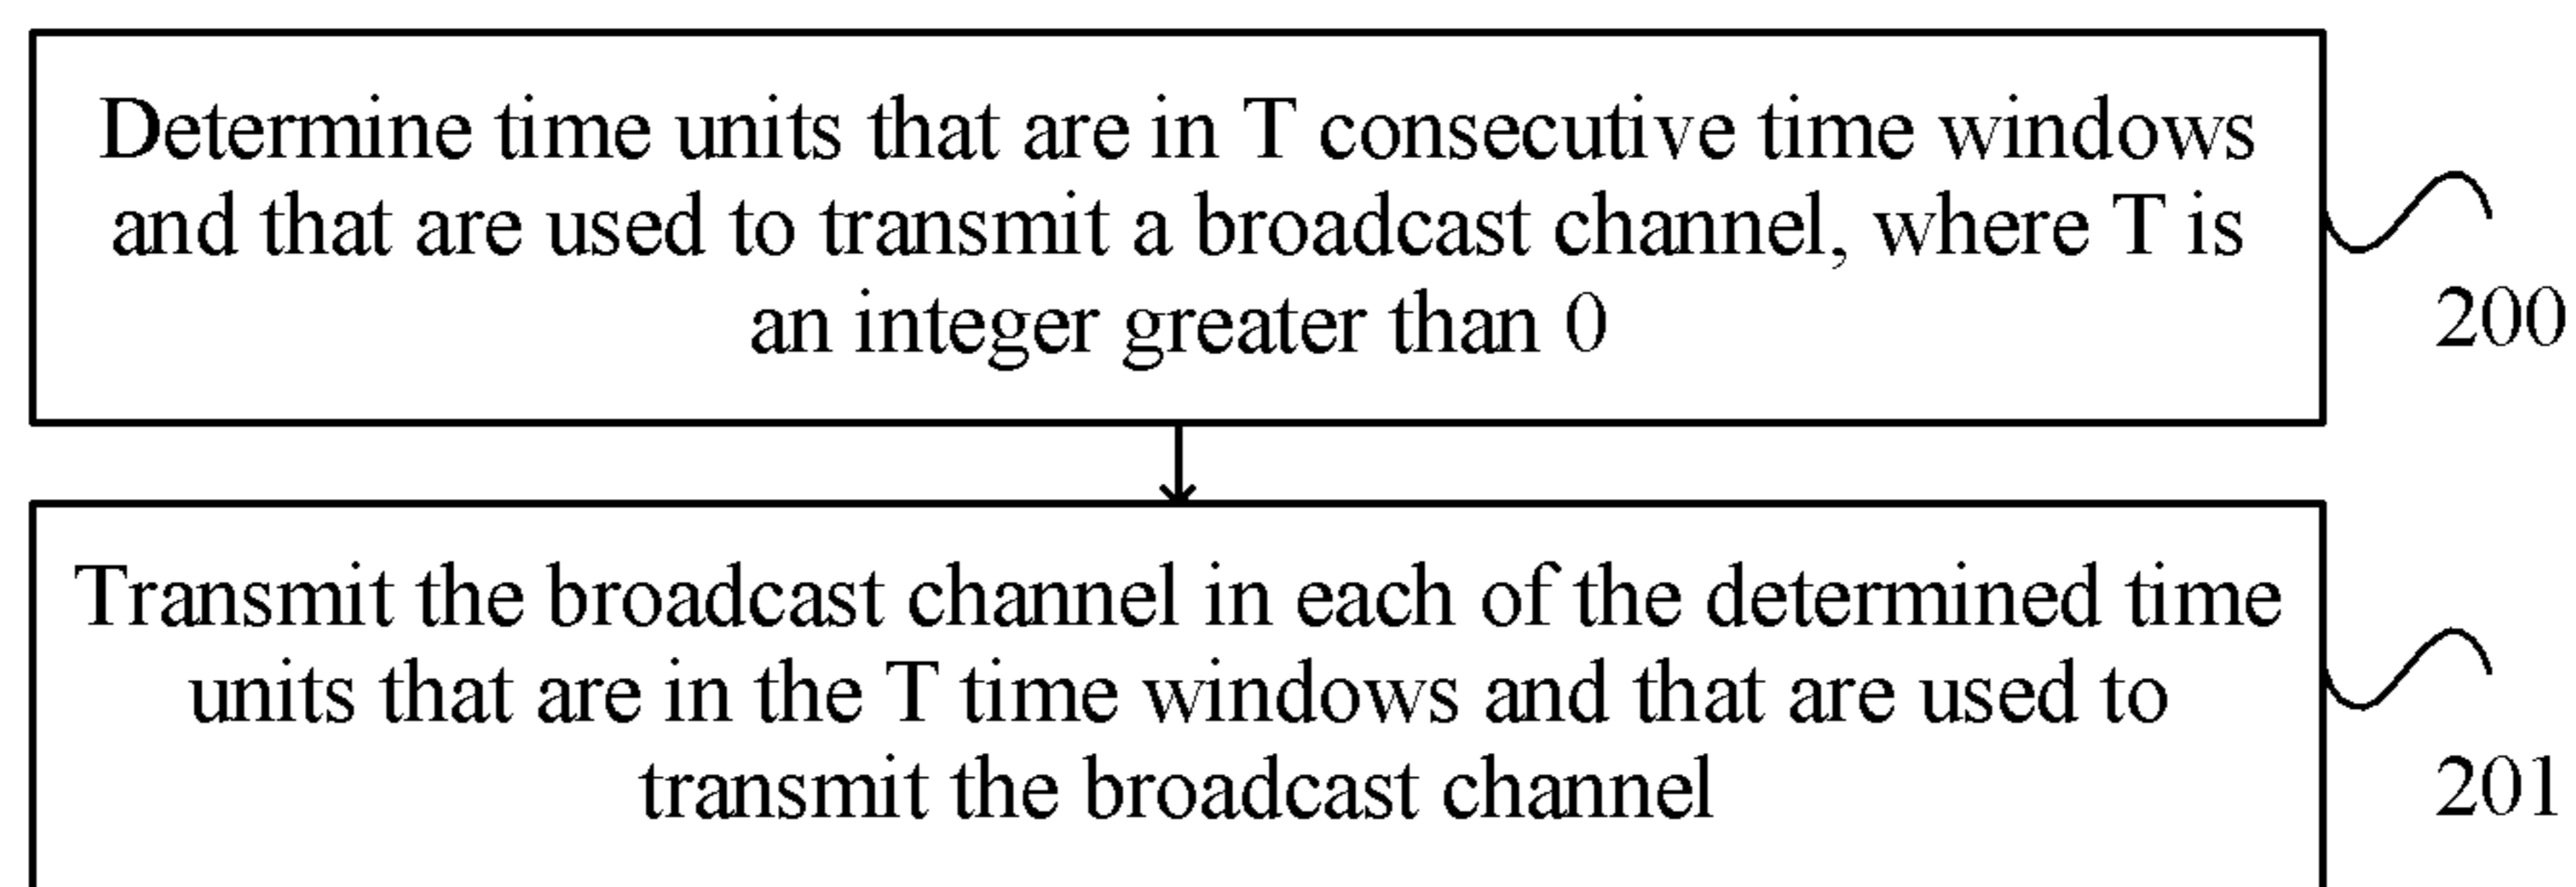 Determine time units that are in T consecutive time windows
and that are used to transmit a broadcast channel, where T is
an integer greater than 0
200
Transmit the broadcast channel in each of the determined time
units that are in the T time windows and that are used to
transmit the broadcast channel
201